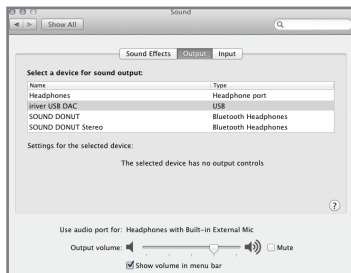 Sound
Show All
Sound Effects Output Input
Select a device for sound output:
Name Type
Headphones Headphone port
iriver USB DAC USB
SOUND DONUT Bluetooth Headphones
SOUND DONUT Stereo Bluetooth Headphones
Settings for the selected device:
The selected device has no output controls
?
Use audio port for: Headphones with Built-in External Mic
Output volume: Mute
Show volume in menu bar